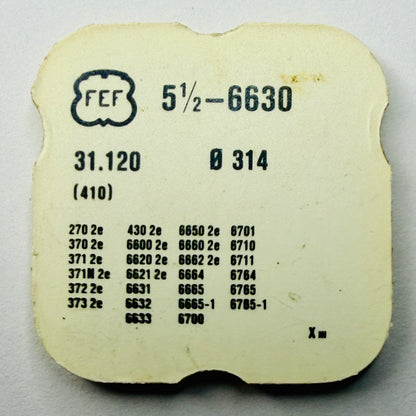 FEF 5½–6630
31.120 Ø 314
(410)
270 2e 430 2e 6650 2e 6701
370 2e 6600 2e 6660 2e 6710
371 2e 6620 2e 6662 2e 6711
371N 2e 6621 2e 6664 6764
372 2e 6631 6665 6765
373 2e 6632 6665-1 6765-1
6633 6700
X III